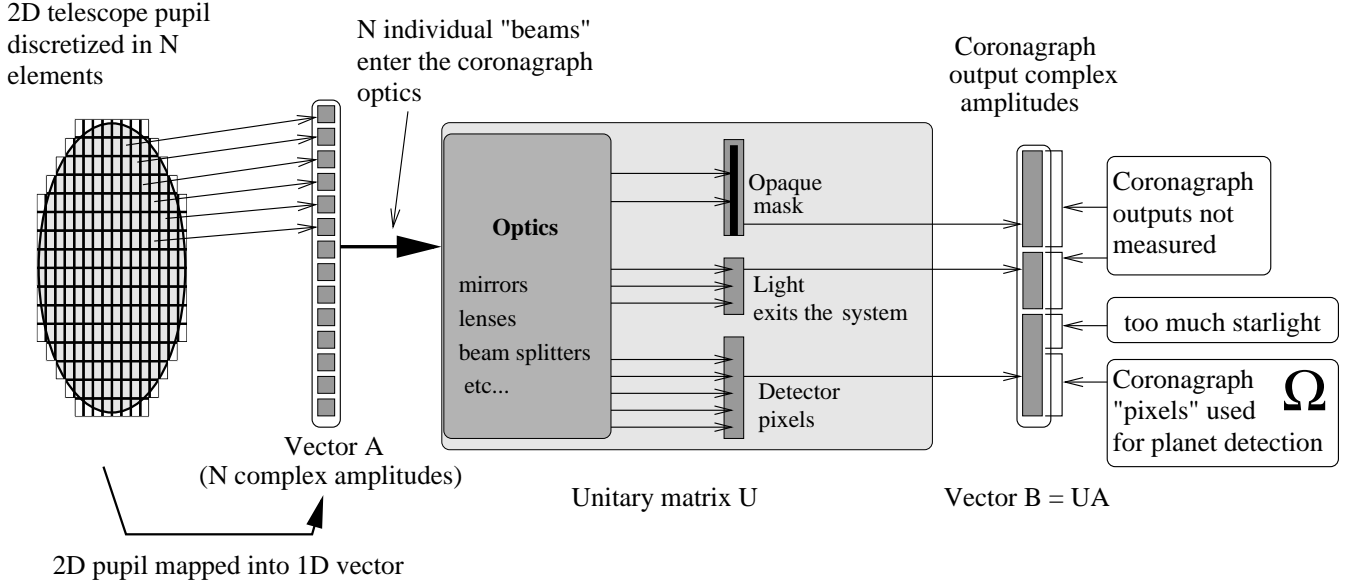 2D telescope pupil
discretized in N
elements
N individual "beams"
enter the coronagraph
optics
Coronagraph
output complex
amplitudes
Optics
mirrors
lenses
beam splitters
etc...
Opaque
mask
Light
exits the system
Detector
pixels
Coronagraph
outputs not
measured
too much starlight
Coronagraph
"pixels" used
for planet detection
Ω
Vector A
(N complex amplitudes)
Unitary matrix U
Vector B = UA
2D pupil mapped into 1D vector